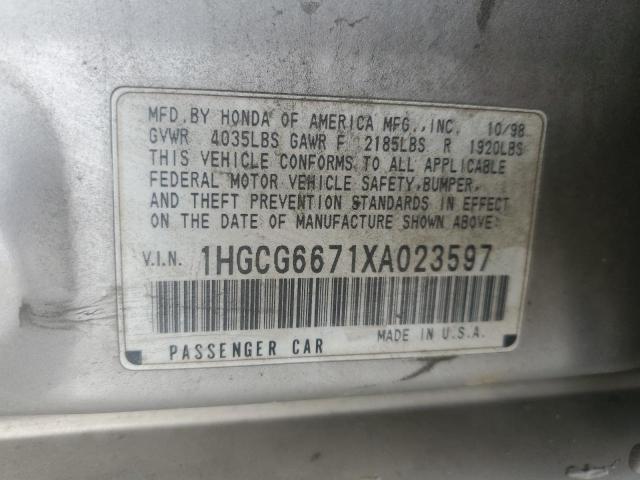 MFD. BY HONDA OF AMERICA MFG., INC. 10/98
GVWR 4035LBS GAWR F 2185LBS R 1920LBS
THIS VEHICLE CONFORMS TO ALL APPLICABLE
FEDERAL MOTOR VEHICLE SAFETY, BUMPER,
AND THEFT PREVENTION STANDARDS IN EFFECT
ON THE DATE OF MANUFACTURE SHOWN ABOVE:
V.I.N. 1HGCG6671XA023597
PASSENGER CAR MADE IN U.S.A.